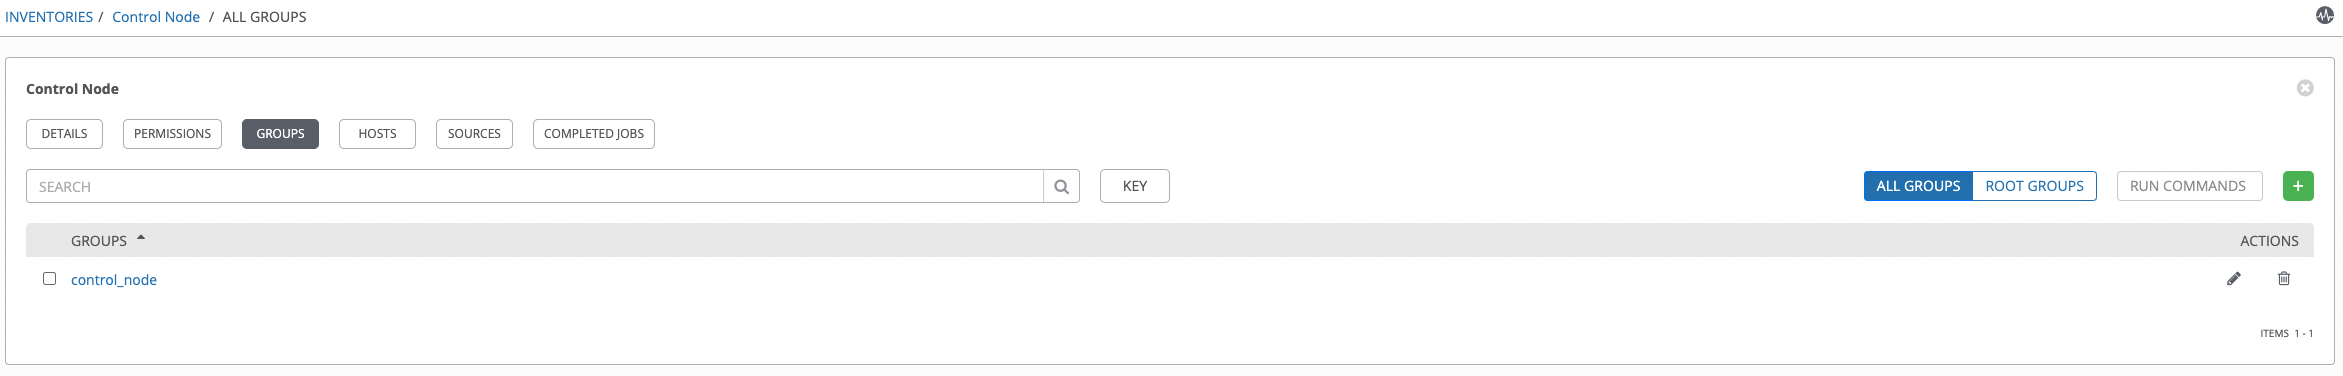 INVENTORIES / Control Node / ALL GROUPS
Control Node
DETAILS PERMISSIONS GROUPS HOSTS SOURCES COMPLETED JOBS
SEARCH KEY ALL GROUPS ROOT GROUPS RUN COMMANDS +
GROUPS ACTIONS
control_node
ITEMS 1 - 1